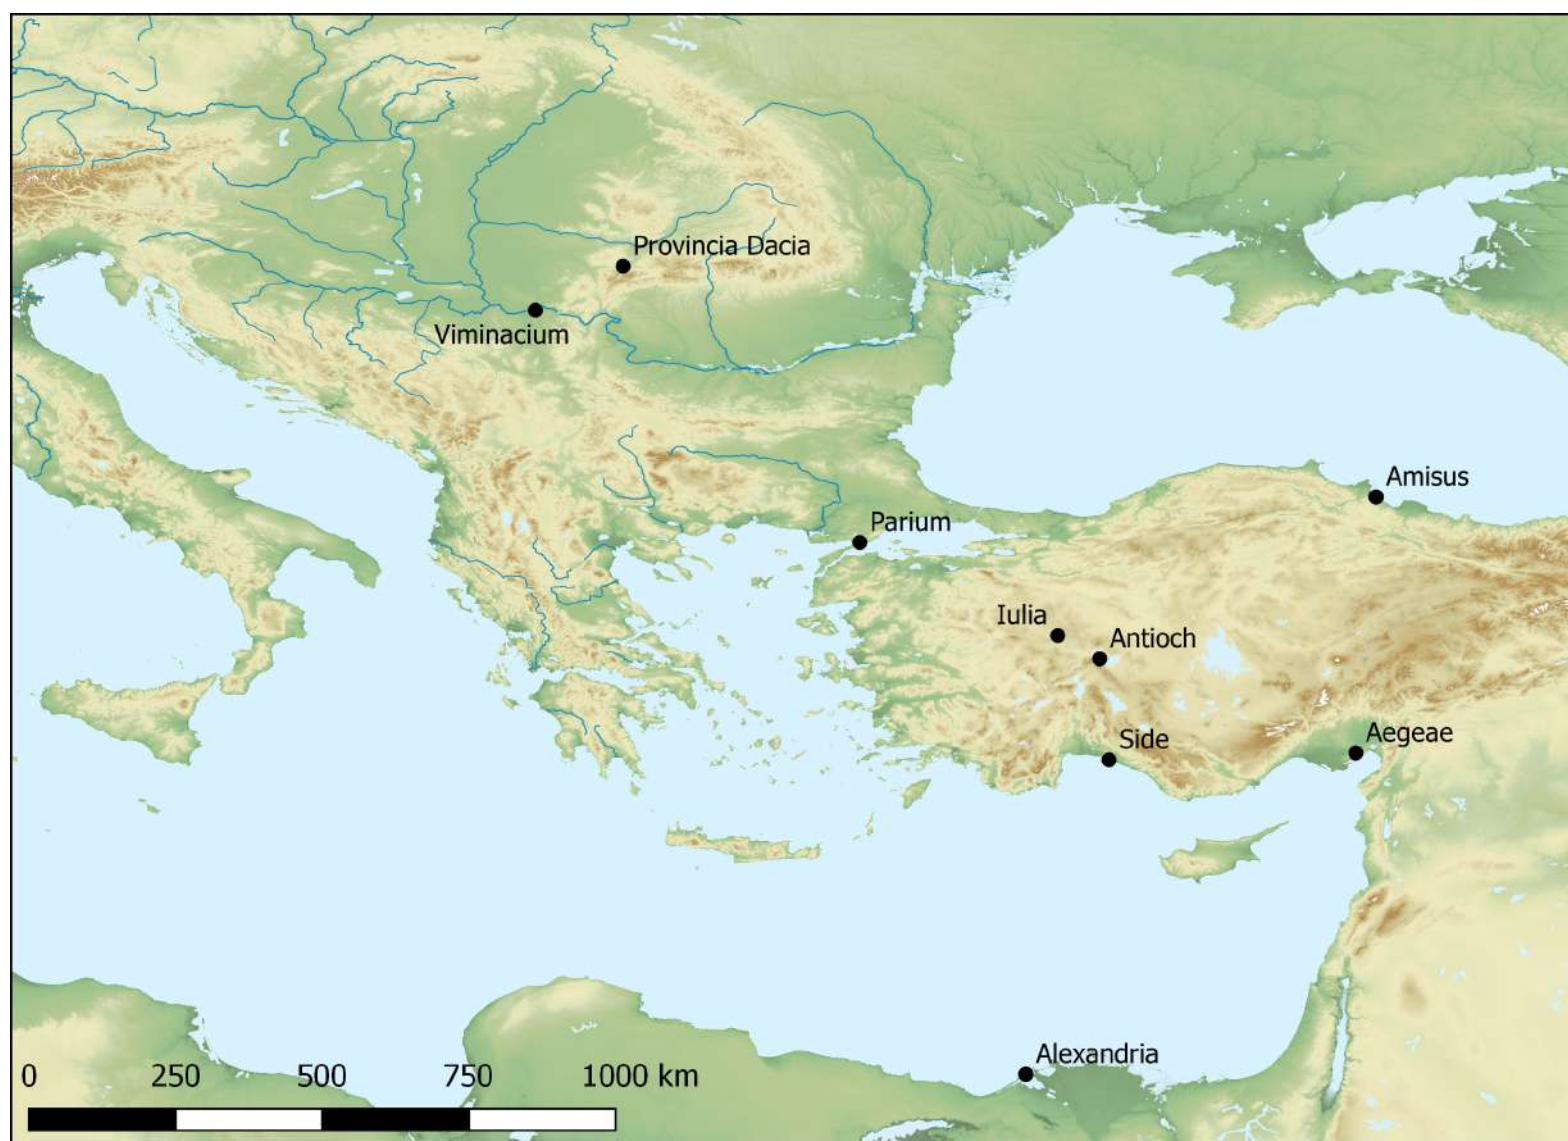 Provincia Dacia
Viminacium
Amisus
Parium
Iulia
Antioch
Side
Aegeae
Alexandria
0 250 500 750 1000 km